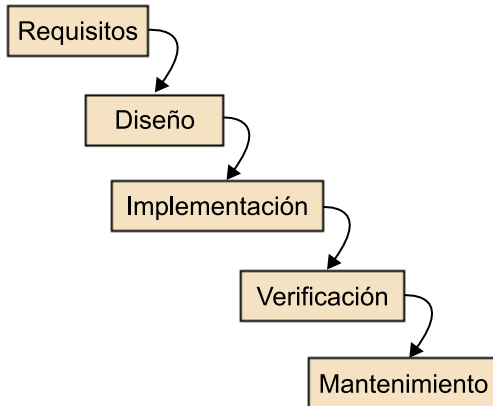 Requisitos
Diseño
Implementación
Verificación
Mantenimiento